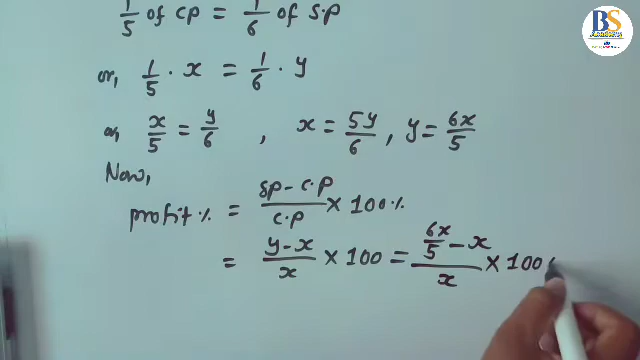 BS
1/5 of cp = 1/6 of s.p
or, 1/5 · x = 1/6 · y
or, x/5 = y/6 , x = 5y/6 , y = 6x/5
Now,
profit % = sp - c.p/c.p × 100%
= y - x/x × 100 = 6x/5 - x/x × 100